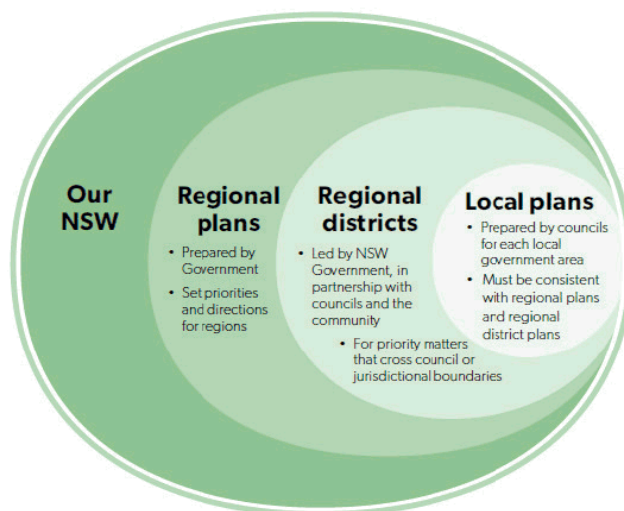 Our
NSW
Regional
plans
• Prepared by
Government
• Set priorities
and directions
for regions
Regional
districts
• Led by NSW
Government, in
partnership with
councils and the
community
• For priority matters
that cross council or
jurisdictional boundaries
Local plans
• Prepared by councils
for each local
government area
• Must be consistent
with regional plans
and regional
district plans